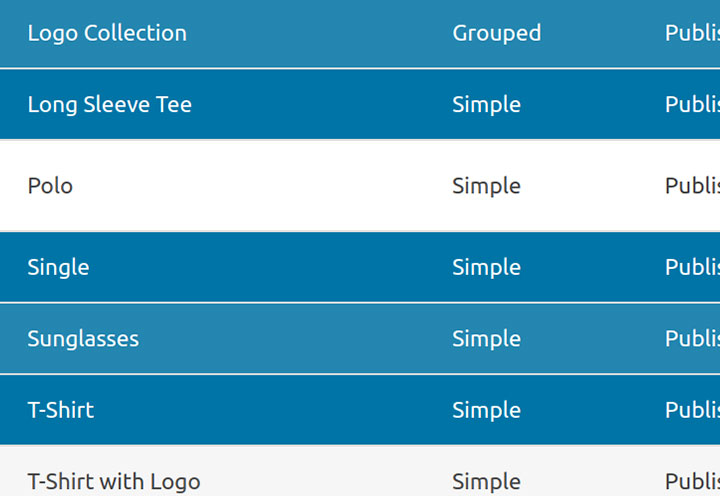 Logo Collection Grouped Publis
Long Sleeve Tee Simple Publis
Polo Simple Publis
Single Simple Publis
Sunglasses Simple Publis
T-Shirt Simple Publis
T-Shirt with Logo Simple Publis